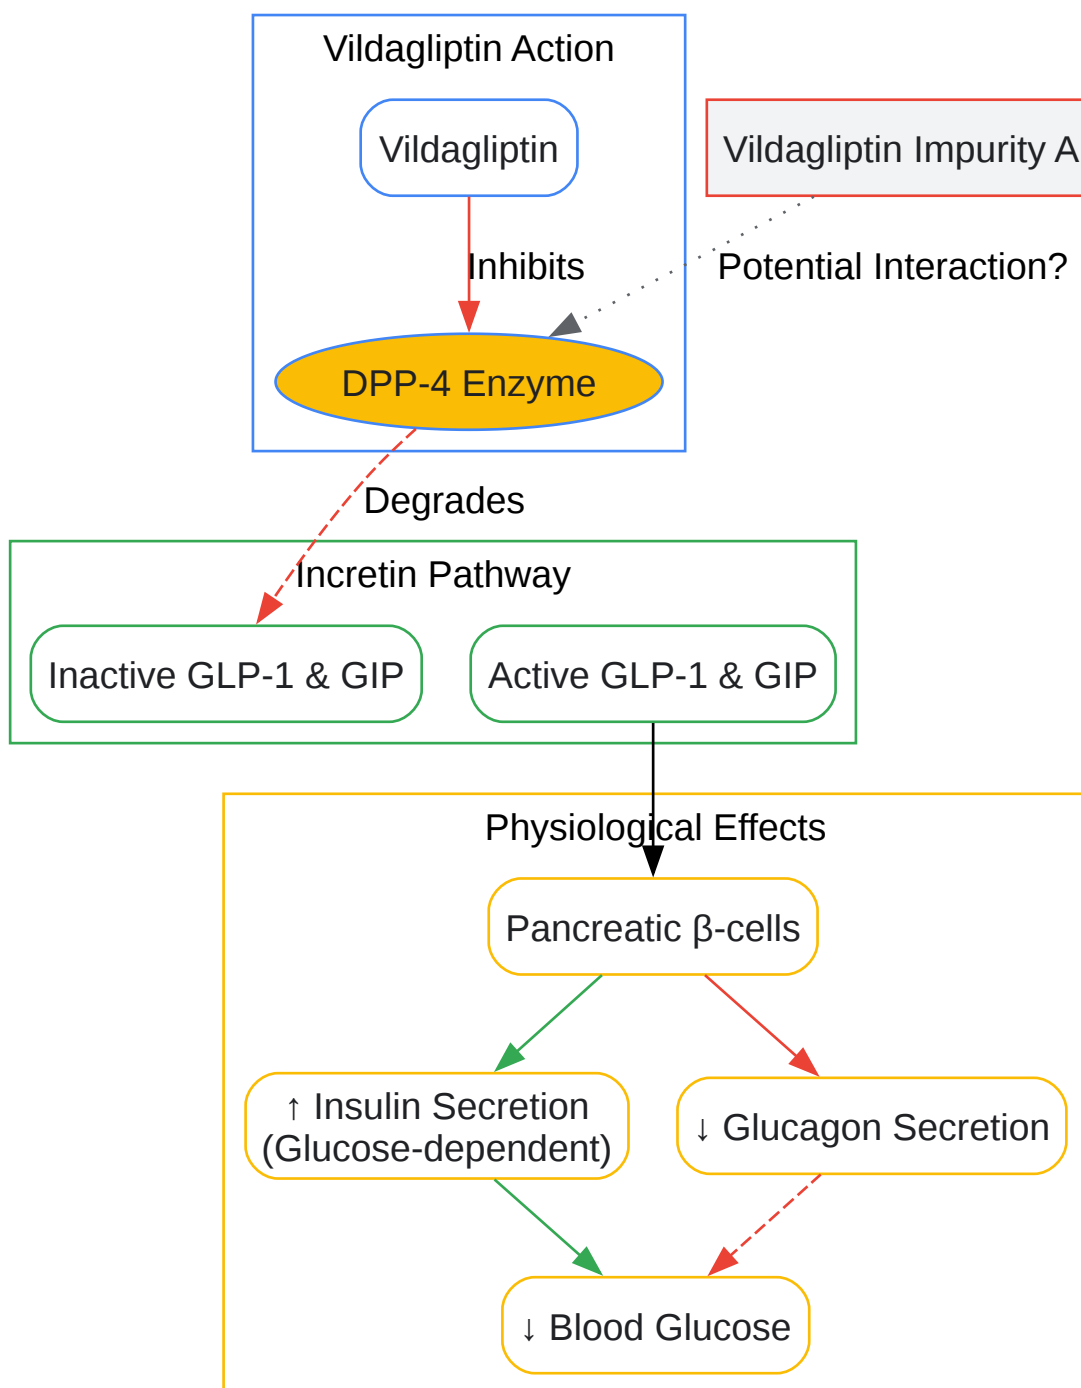 Vildagliptin Action
Vildagliptin
Vildagliptin Impurity A
Inhibits
Potential Interaction?
DPP-4 Enzyme
Degrades
Incretin Pathway
Inactive GLP-1 & GIP
Active GLP-1 & GIP
Physiological Effects
Pancreatic β-cells
↑ Insulin Secretion
(Glucose-dependent)
↓ Glucagon Secretion
↓ Blood Glucose